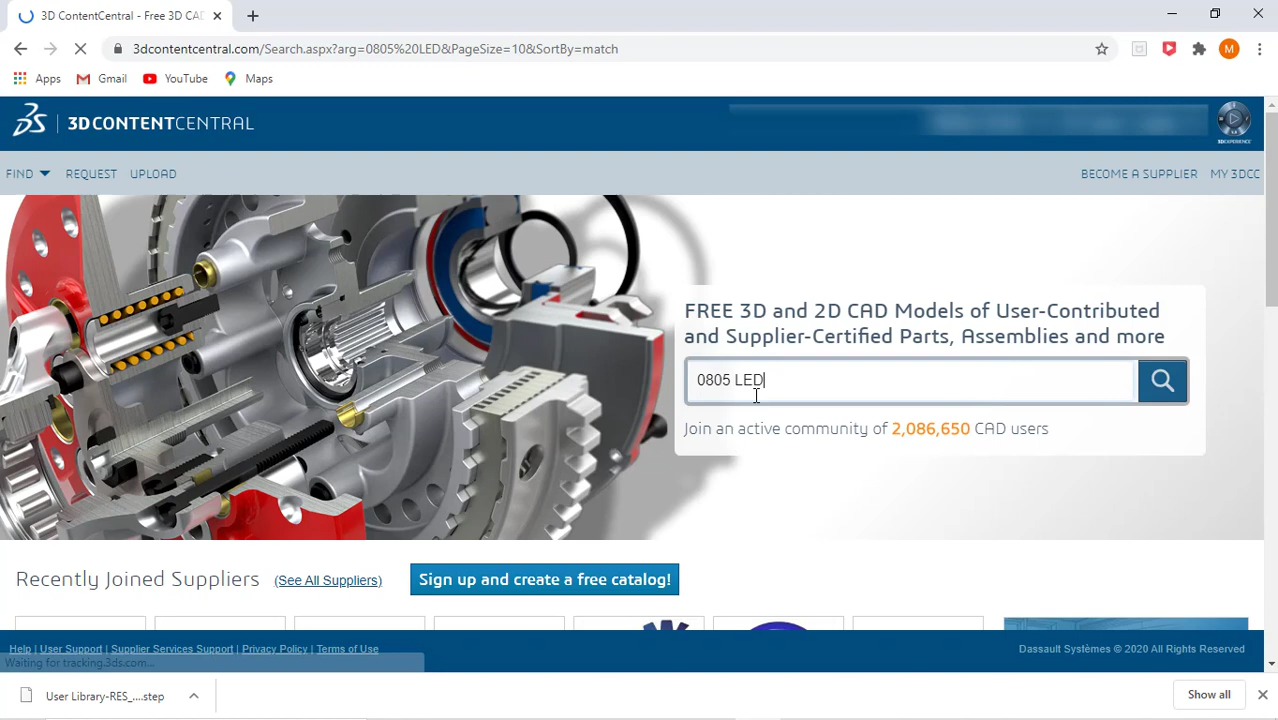 3D ContentCentral - Free 3D CAD
3dcontentcentral.com/Search.aspx?arg=0805%20LED&PageSize=10&SortBy=match
M
Apps Gmail YouTube Maps
3DCONTENTCENTRAL
3DEXPERIENCE
FIND REQUEST UPLOAD BECOME A SUPPLIER MY 3DCC
FREE 3D and 2D CAD Models of User-Contributed
and Supplier-Certified Parts, Assemblies and more
0805 LED
Join an active community of 2,086,650 CAD users
Recently Joined Suppliers (See All Suppliers) Sign up and create a free catalog!
Help | User Support | Supplier Services Support | Privacy Policy | Terms of Use
Dassault Systèmes © 2020 All Rights Reserved
Waiting for tracking.3ds.com...
User Library-RES_....step
Show all